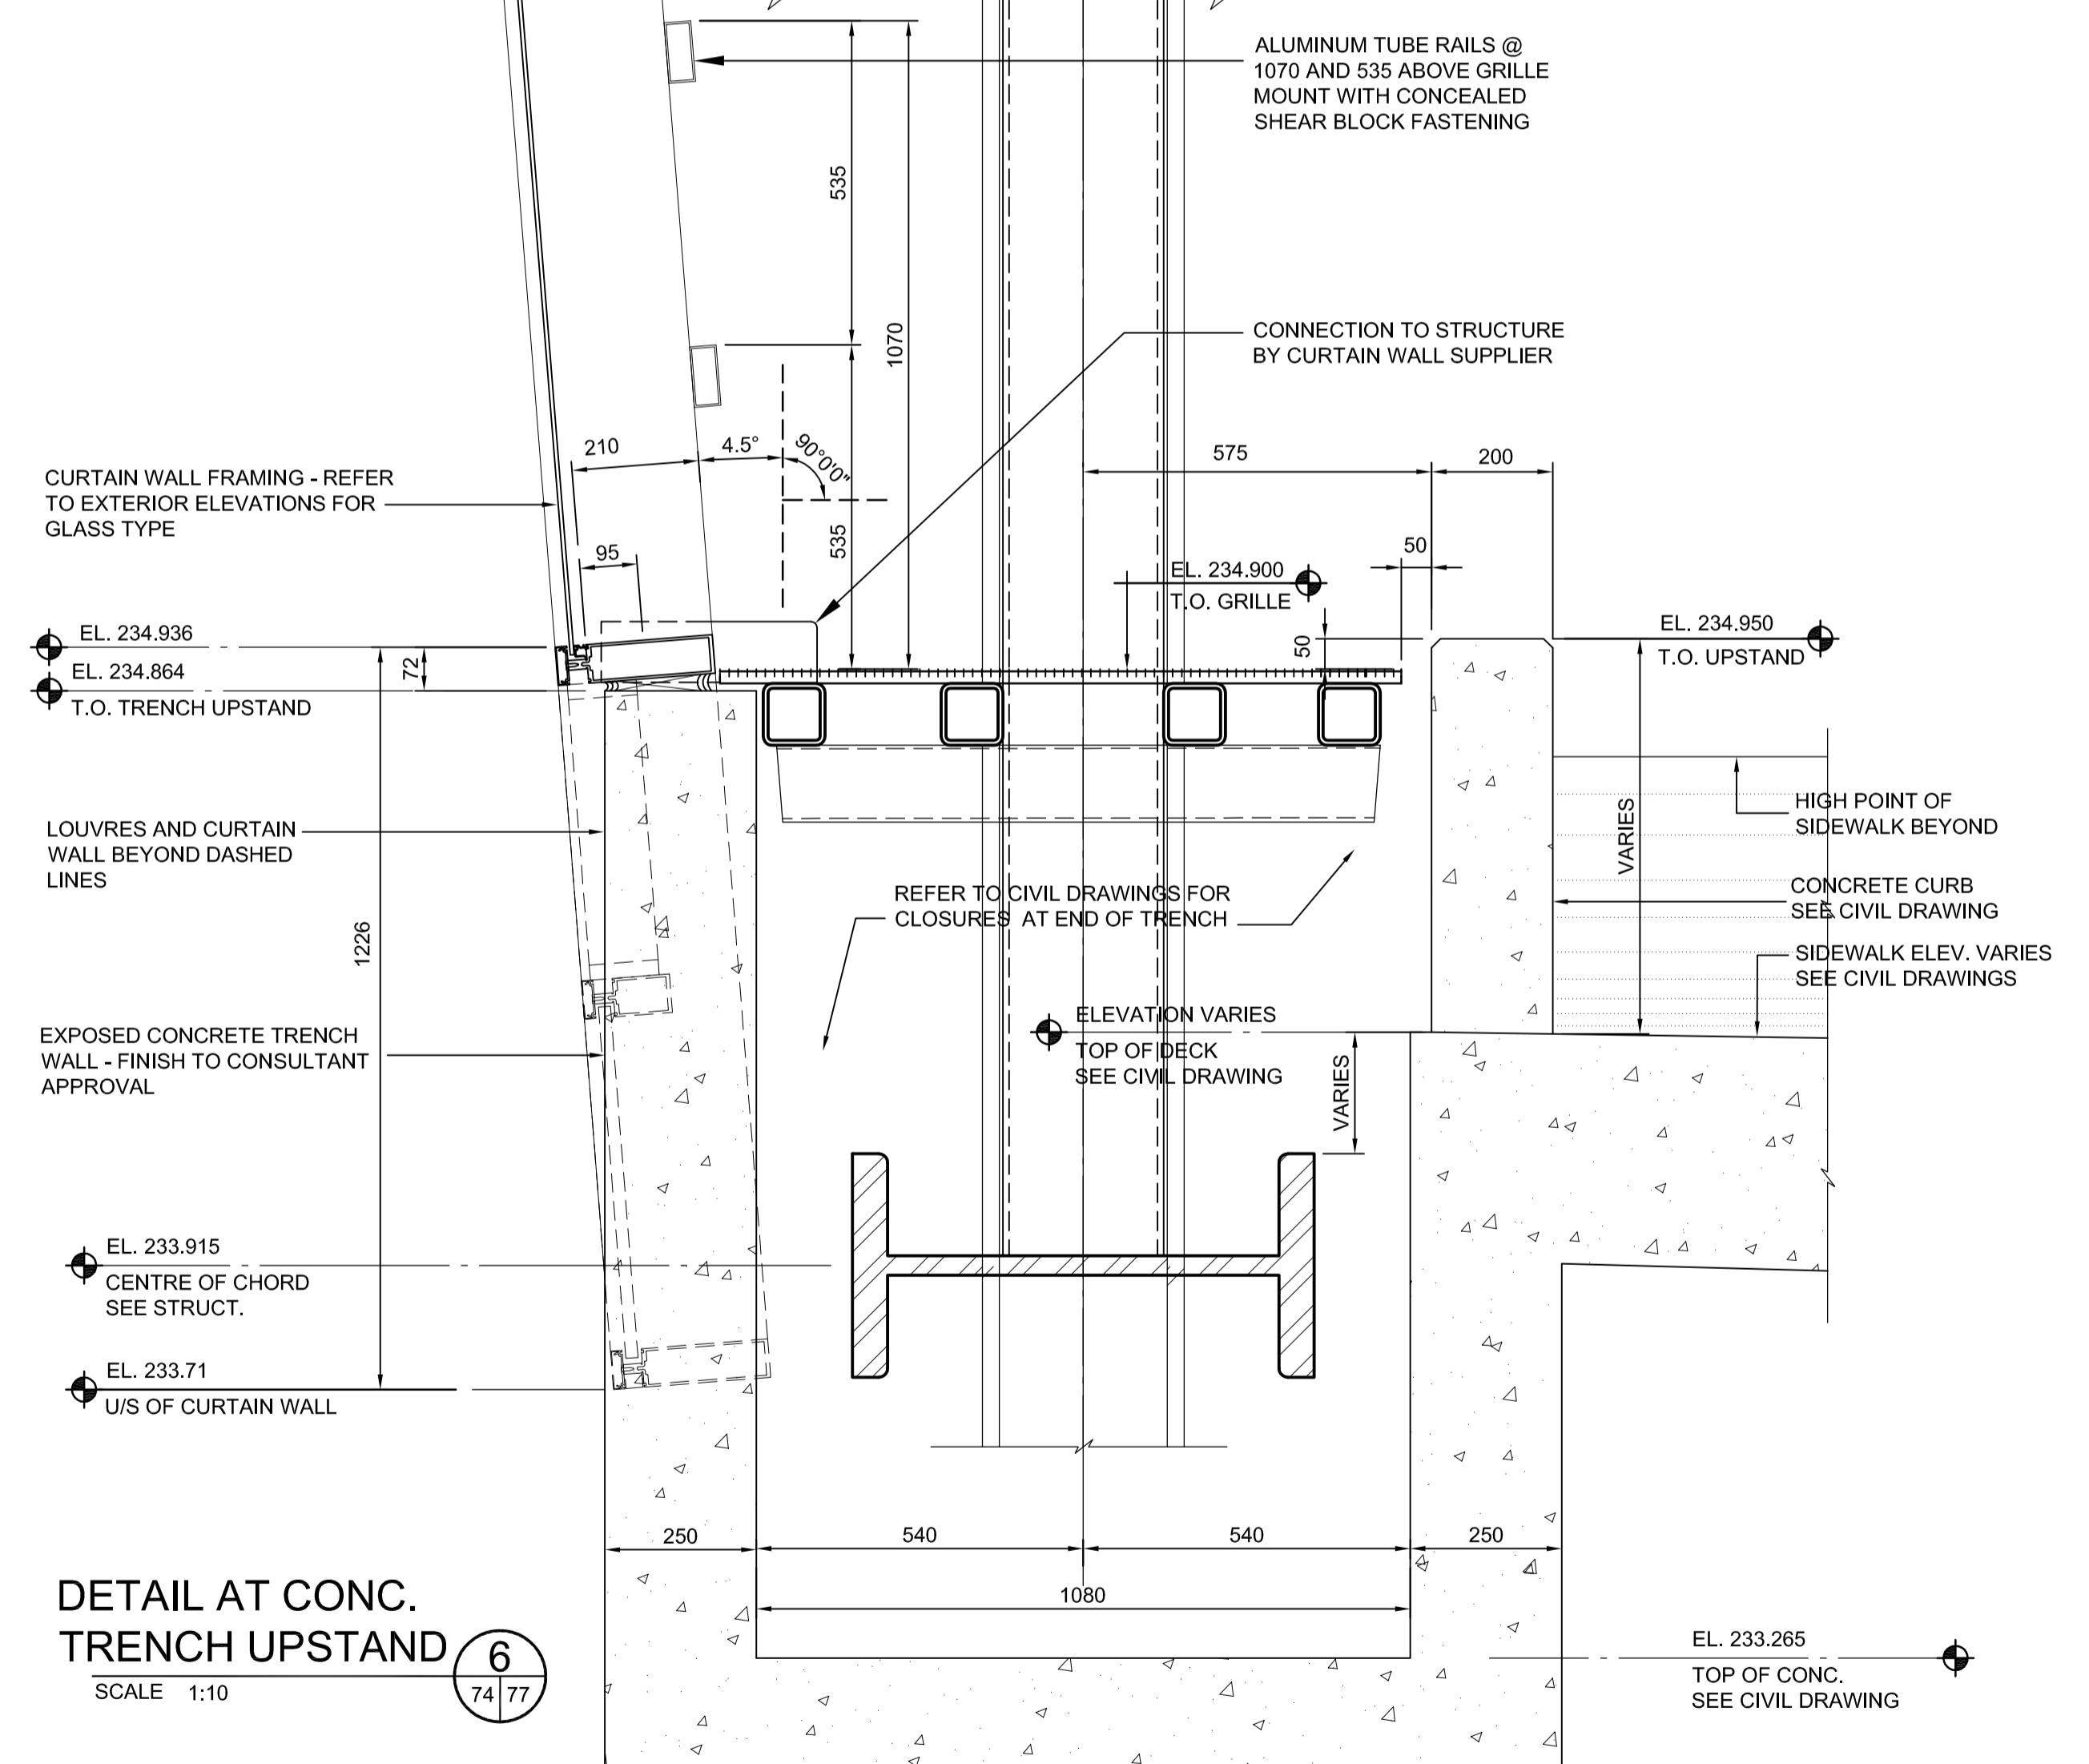 ALUMINUM TUBE RAILS @
1070 AND 535 ABOVE GRILLE
MOUNT WITH CONCEALED
SHEAR BLOCK FASTENING
535
1070
CONNECTION TO STRUCTURE
BY CURTAIN WALL SUPPLIER
210
4.5°
90°0'0"
575
200
CURTAIN WALL FRAMING - REFER
TO EXTERIOR ELEVATIONS FOR
GLASS TYPE
95
535
50
EL. 234.900
T.O. GRILLE
50
EL. 234.936
EL. 234.864
T.O. TRENCH UPSTAND
72
EL. 234.950
T.O. UPSTAND
LOUVRES AND CURTAIN
WALL BEYOND DASHED
LINES
VARIES
HIGH POINT OF
SIDEWALK BEYOND
REFER TO CIVIL DRAWINGS FOR
CLOSURES AT END OF TRENCH
CONCRETE CURB
SEE CIVIL DRAWING
1226
SIDEWALK ELEV. VARIES
SEE CIVIL DRAWINGS
EXPOSED CONCRETE TRENCH
WALL - FINISH TO CONSULTANT
APPROVAL
ELEVATION VARIES
TOP OF DECK
SEE CIVIL DRAWING
VARIES
EL. 233.915
CENTRE OF CHORD
SEE STRUCT.
EL. 233.71
U/S OF CURTAIN WALL
250
540
540
250
1080
DETAIL AT CONC.
TRENCH UPSTAND
SCALE 1:10
6
74 77
EL. 233.265
TOP OF CONC.
SEE CIVIL DRAWING